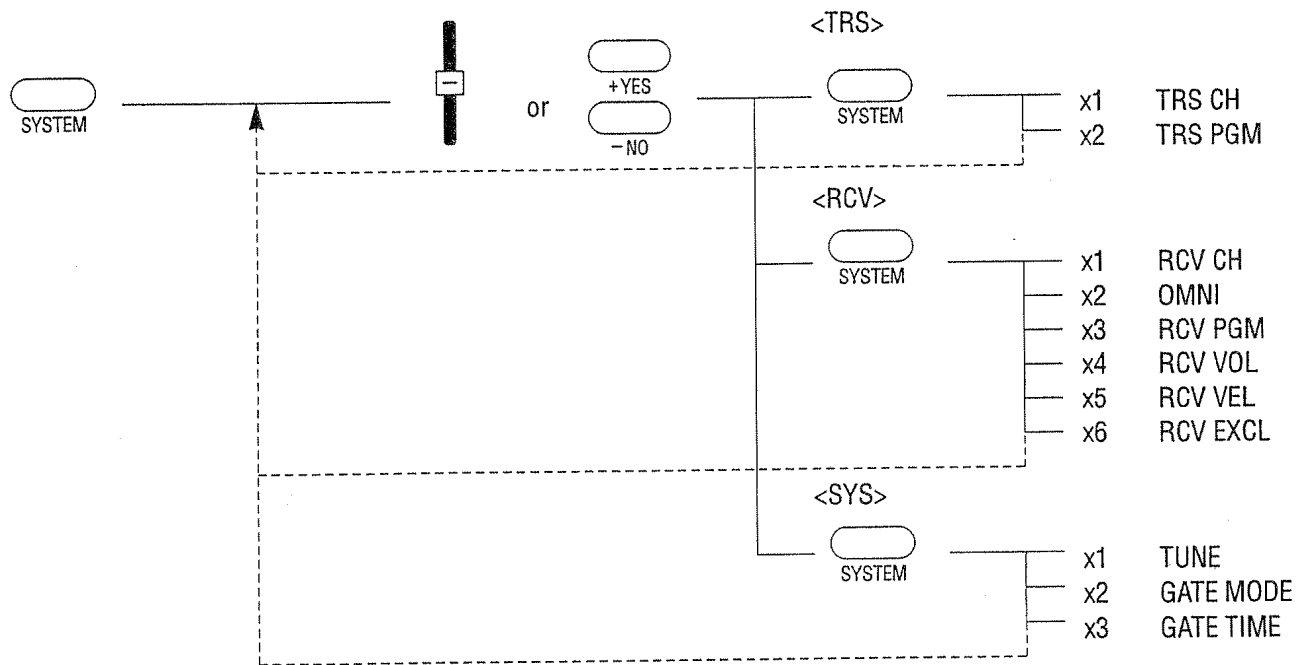 <TRS>
SYSTEM
or
+YES
−NO
SYSTEM
x1 TRS CH
x2 TRS PGM
<RCV>
SYSTEM
x1 RCV CH
x2 OMNI
x3 RCV PGM
x4 RCV VOL
x5 RCV VEL
x6 RCV EXCL
<SYS>
SYSTEM
x1 TUNE
x2 GATE MODE
x3 GATE TIME